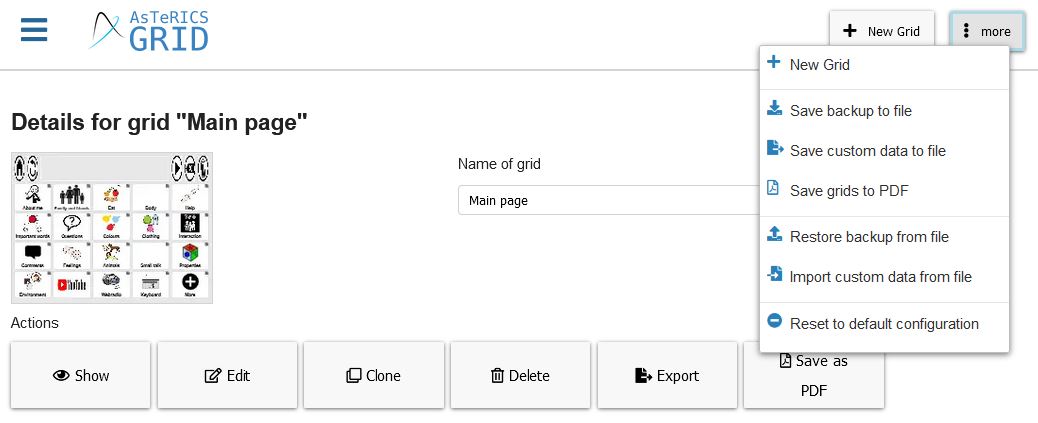 AsTeRICS
GRID
New Grid
more
New Grid
Save backup to file
Save custom data to file
Save grids to PDF
Restore backup from file
Import custom data from file
Reset to default configuration
Details for grid "Main page"
About me
Family and friends
Eat
Body
Help
Important words
Questions
Colours
Clothing
Interaction
Comments
Feelings
Animals
Small talk
Properties
Environment
YouTube
Webradio
Keyboard
More
Name of grid
Main page
Actions
Show
Edit
Clone
Delete
Export
Save as
PDF